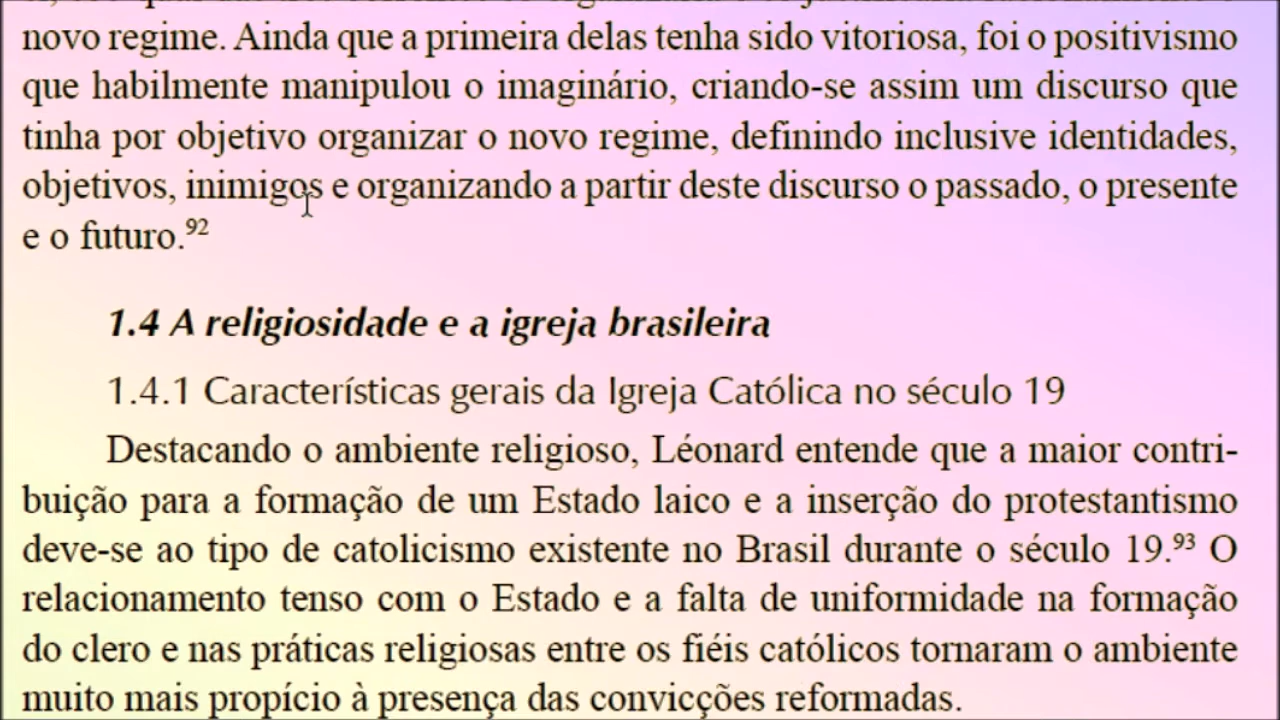 novo regime. Ainda que a primeira delas tenha sido vitoriosa, foi o positivismo
que habilmente manipulou o imaginário, criando-se assim um discurso que
tinha por objetivo organizar o novo regime, definindo inclusive identidades,
objetivos, inimigos e organizando a partir deste discurso o passado, o presente
e o futuro.⁹²
1.4 A religiosidade e a igreja brasileira
1.4.1 Características gerais da Igreja Católica no século 19
Destacando o ambiente religioso, Léonard entende que a maior contri-
buição para a formação de um Estado laico e a inserção do protestantismo
deve-se ao tipo de catolicismo existente no Brasil durante o século 19.⁹³ O
relacionamento tenso com o Estado e a falta de uniformidade na formação
do clero e nas práticas religiosas entre os fiéis católicos tornaram o ambiente
muito mais propício à presença das convicções reformadas.